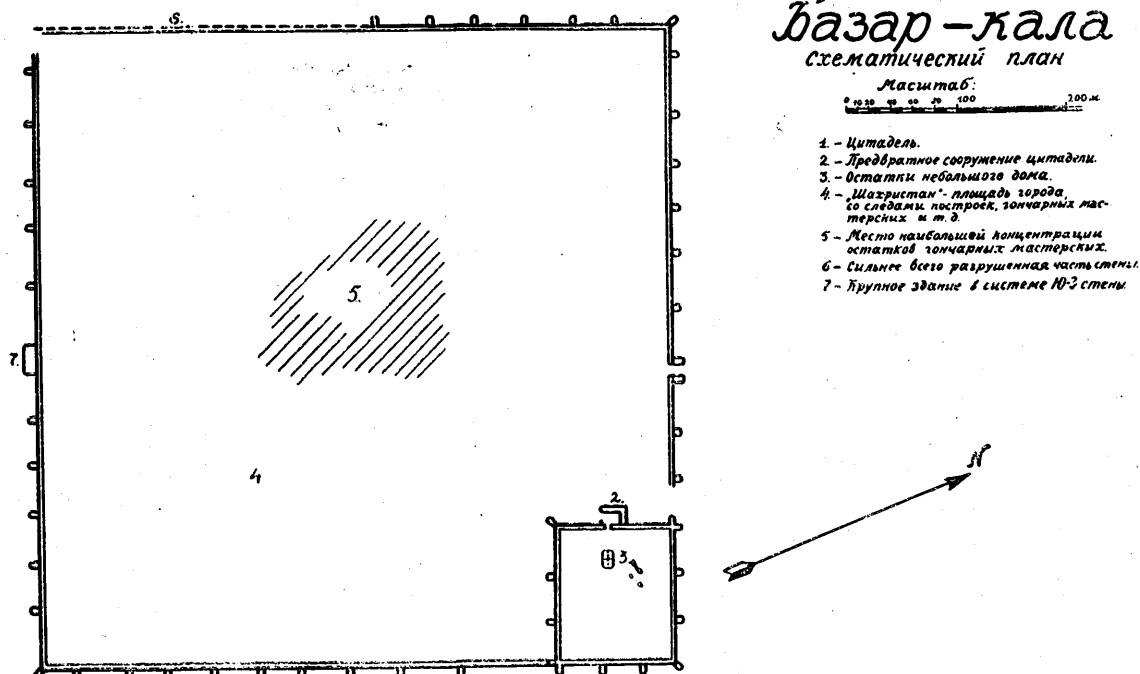 Базар-кала
схематический план
Масштаб:
0 10 20 40 60 80 100 200 м.
1. - Цитадель.
2 - Предвратное сооружение цитадели.
3. - Остатки небольшого дома.
4. - „Шахристан“ - площадь города,
со следами построек, гончарных мас-
терских и т. д.
5 - Место наибольшей концентрации
остатков гончарных мастерских.
6 - Сильнее всего разрушенная часть стены.
7 - Крупное здание в системе Ю-З стены
5.
7.
4
2.
3.
N